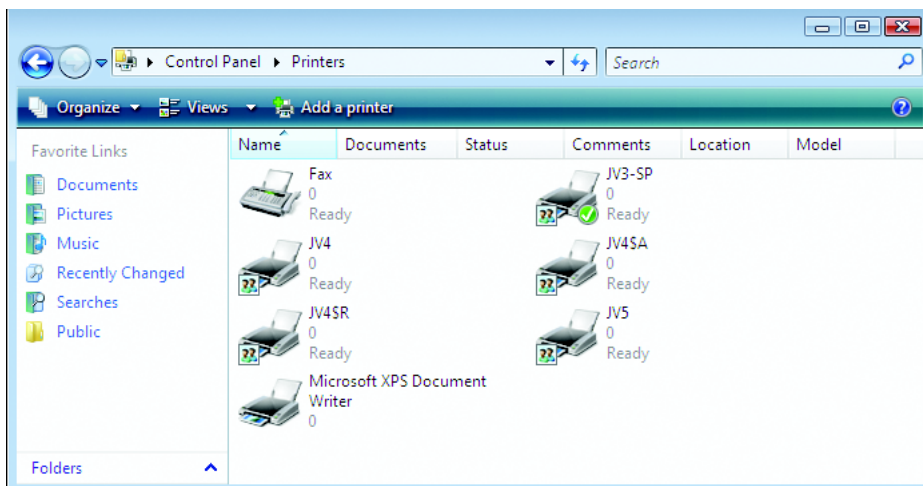 Control Panel Printers
Search
Organize Views Add a printer
Favorite Links
Documents
Pictures
Music
Recently Changed
Searches
Public
Folders
Name Documents Status Comments Location Model
Fax
0
Ready
JV3-SP
0
Ready
JV4
0
Ready
JV4SA
0
Ready
JV4SR
0
Ready
JV5
0
Ready
Microsoft XPS Document
Writer
0